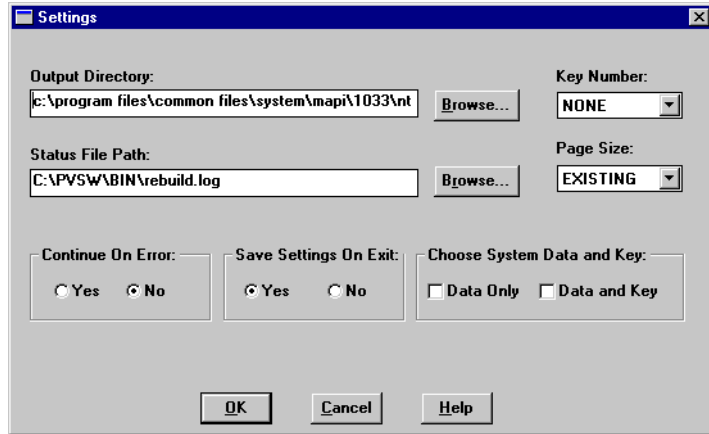 Settings
Output Directory:
Key Number:
c:\program files\common files\system\mapi\1033\nt
Browse...
NONE
Status File Path:
Page Size:
C:\PVSW\BIN\rebuild.log
Browse...
EXISTING
Continue On Error:
Save Settings On Exit:
Choose System Data and Key:
Yes No
Yes No
Data Only Data and Key
OK
Cancel
Help